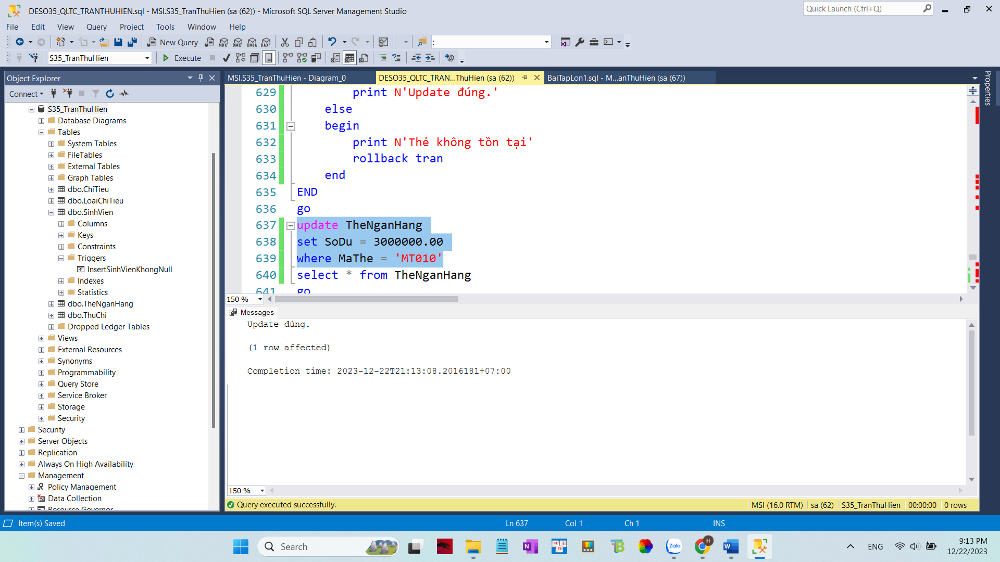 DESO35_QLTC_TRANTHUHIEN.sql - MSI.S35_TranThuHien (sa (62)) - Microsoft SQL Server Management Studio
Quick Launch (Ctrl+Q)
File Edit View Query Project Tools Window Help
New Query MDX DMX XMLA DAX :
S35_TranThuHien Execute
Object Explorer
MSI.S35_TranThuHien - Diagram_0 DESO35_QLTC_TRAN...ThuHien (sa (62)) BaiTapLon1.sql - M...anThuHien (sa (67))
Properties
Connect
S35_TranThuHien
Database Diagrams
Tables
System Tables
FileTables
External Tables
Graph Tables
dbo.ChiTieu
dbo.LoaiChiTieu
dbo.SinhVien
Columns
Keys
Constraints
Triggers
InsertSinhVienKhongNull
Indexes
Statistics
dbo.TheNganHang
dbo.ThuChi
Dropped Ledger Tables
Views
External Resources
Synonyms
Programmability
Query Store
Service Broker
Storage
Security
Security
Server Objects
Replication
Always On High Availability
Management
Policy Management
Data Collection
Resource Governor
629 print N'Update đúng.'
630 else
631 begin
632 print N'Thẻ không tồn tại'
633 rollback tran
634 end
635 END
636 go
637 update TheNganHang
638 set SoDu = 3000000.00
639 where MaThe = 'MT010'
640 select * from TheNganHang
641 go
150 %
Messages
Update đúng.
(1 row affected)
Completion time: 2023-12-22T21:13:08.2016181+07:00
150 %
Query executed successfully. MSI (16.0 RTM) sa (62) S35_TranThuHien 00:00:00 0 rows
Item(s) Saved Ln 637 Col 1 Ch 1 INS
Search
Zalo
H
ENG
9:13 PM
12/22/2023